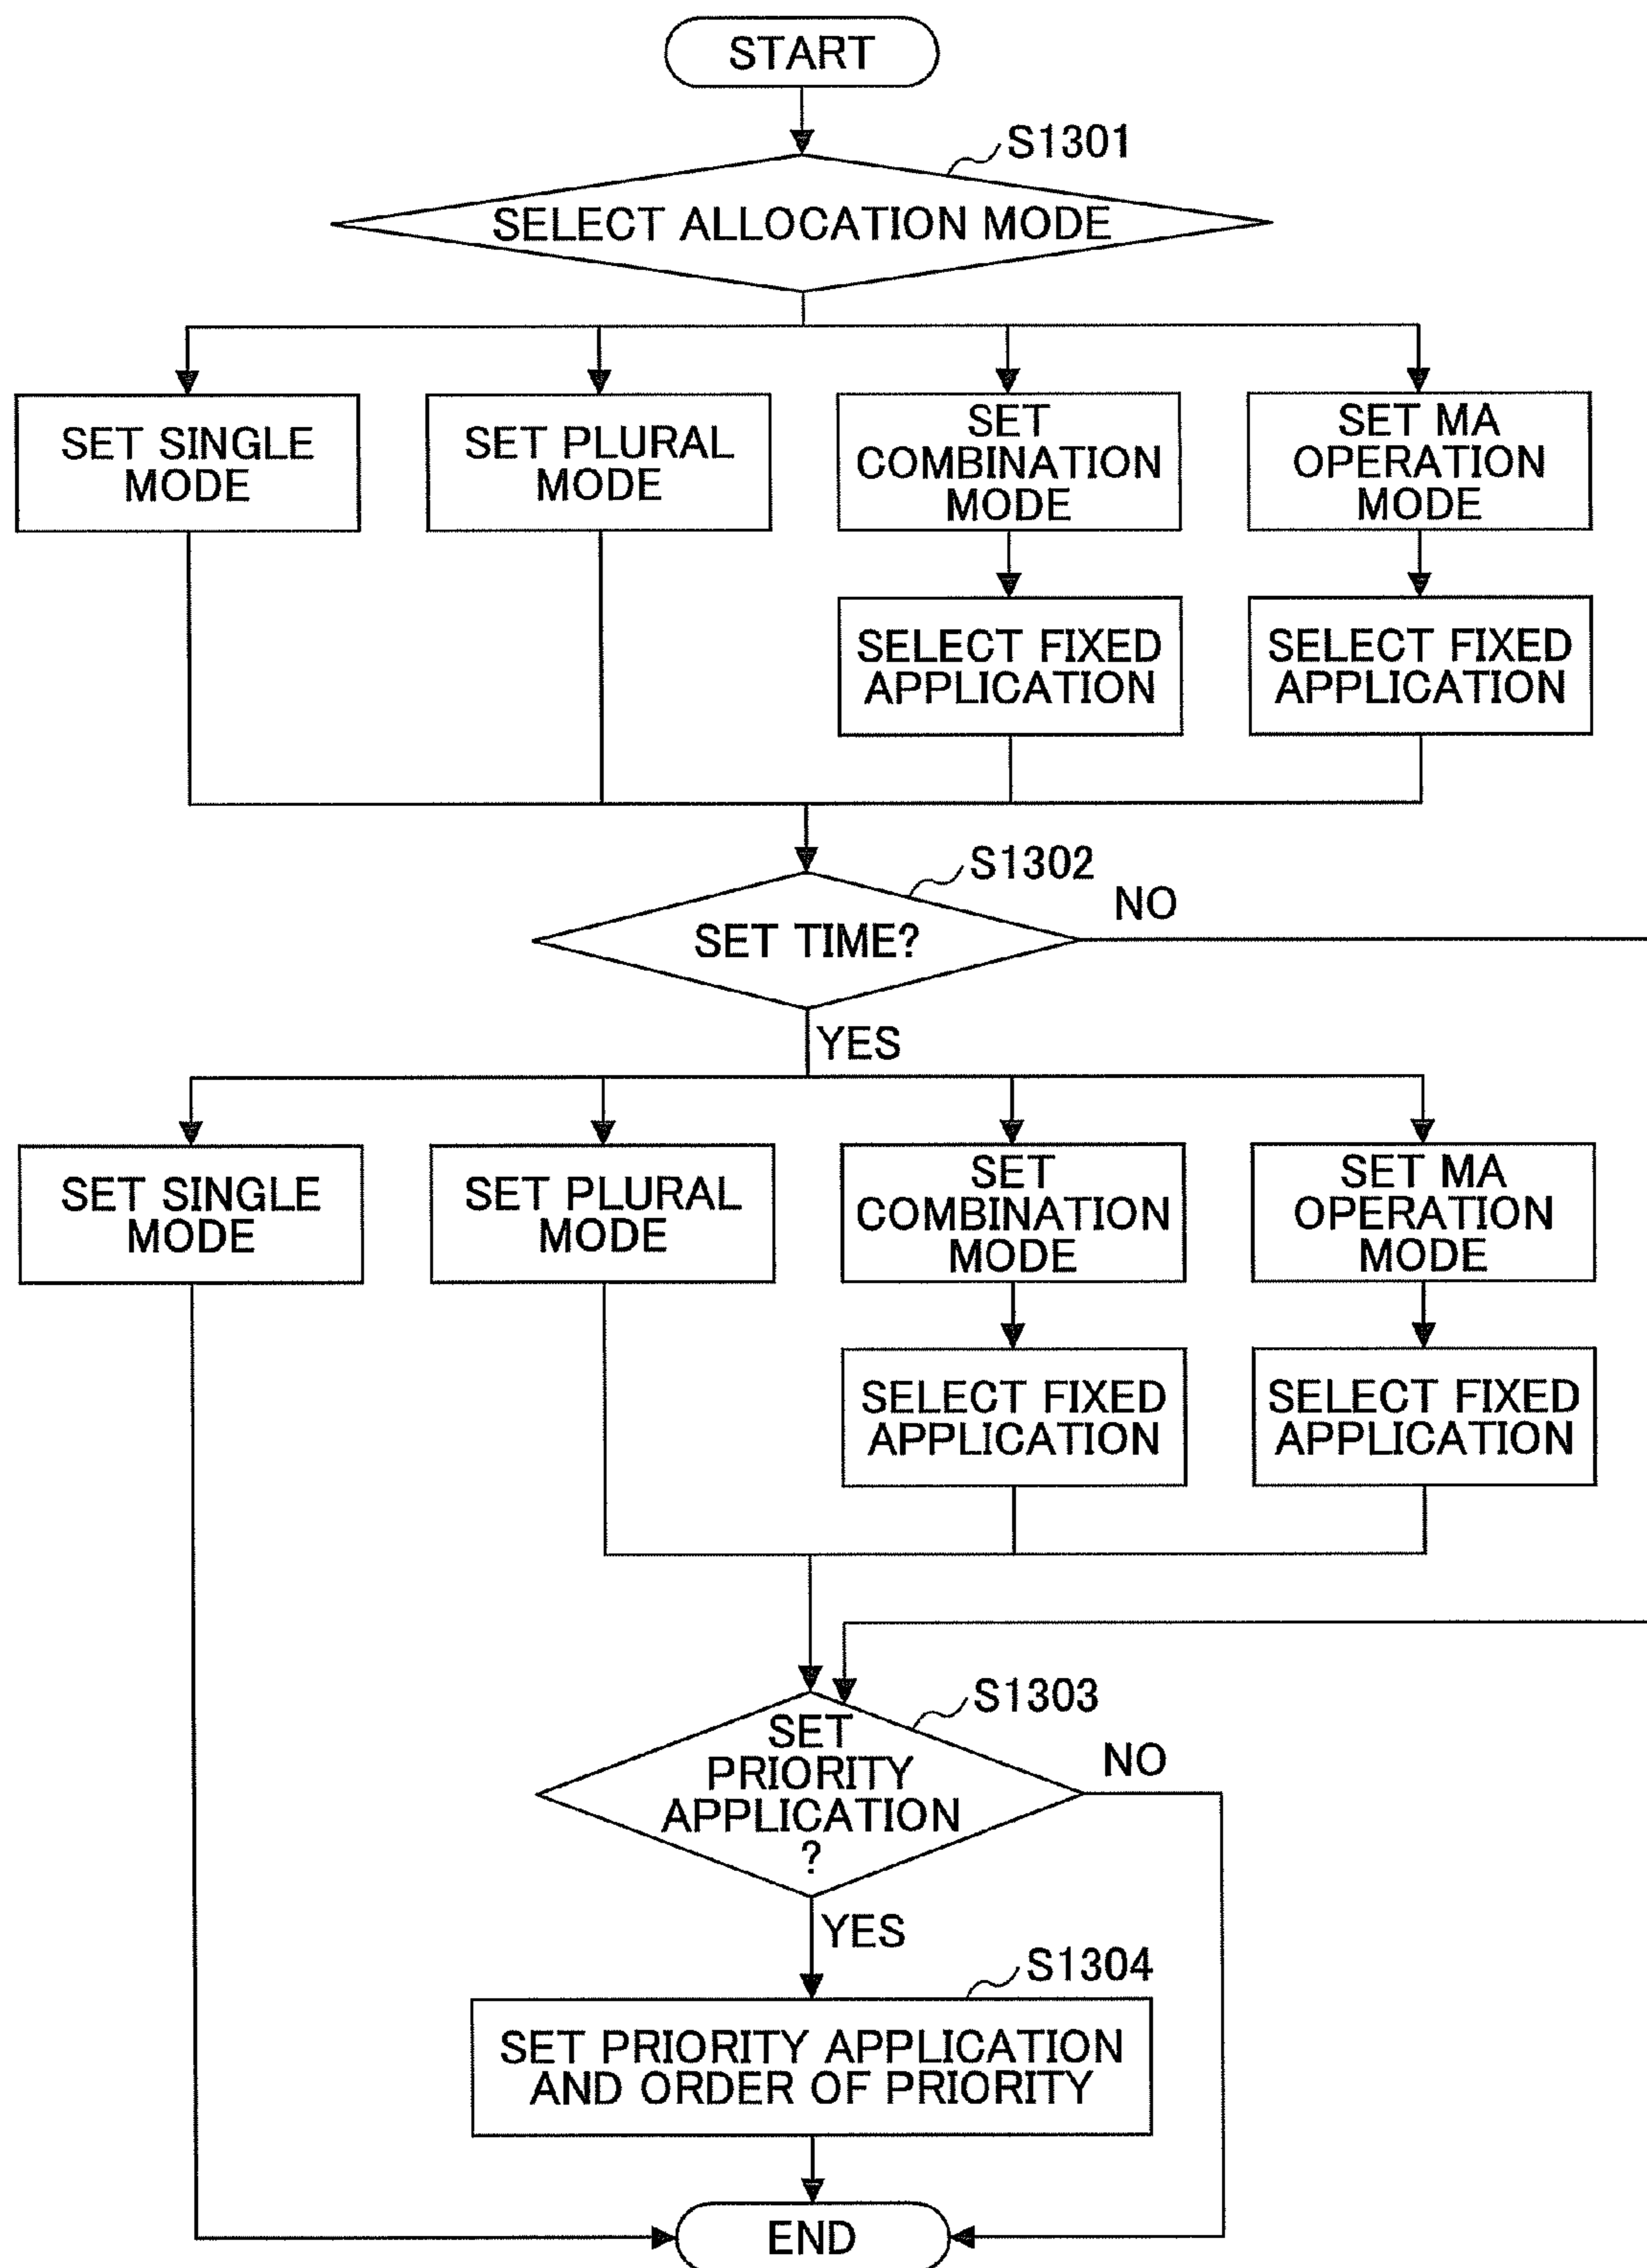 START
S1301
SELECT ALLOCATION MODE
SET SINGLE
MODE
SET PLURAL
MODE
SET
COMBINATION
MODE
SET MA
OPERATION
MODE
SELECT FIXED
APPLICATION
SELECT FIXED
APPLICATION
S1302
NO
SET TIME?
YES
SET SINGLE
MODE
SET PLURAL
MODE
SET
COMBINATION
MODE
SET MA
OPERATION
MODE
SELECT FIXED
APPLICATION
SELECT FIXED
APPLICATION
S1303
SET
PRIORITY
APPLICATION
?
NO
YES
S1304
SET PRIORITY APPLICATION
AND ORDER OF PRIORITY
END